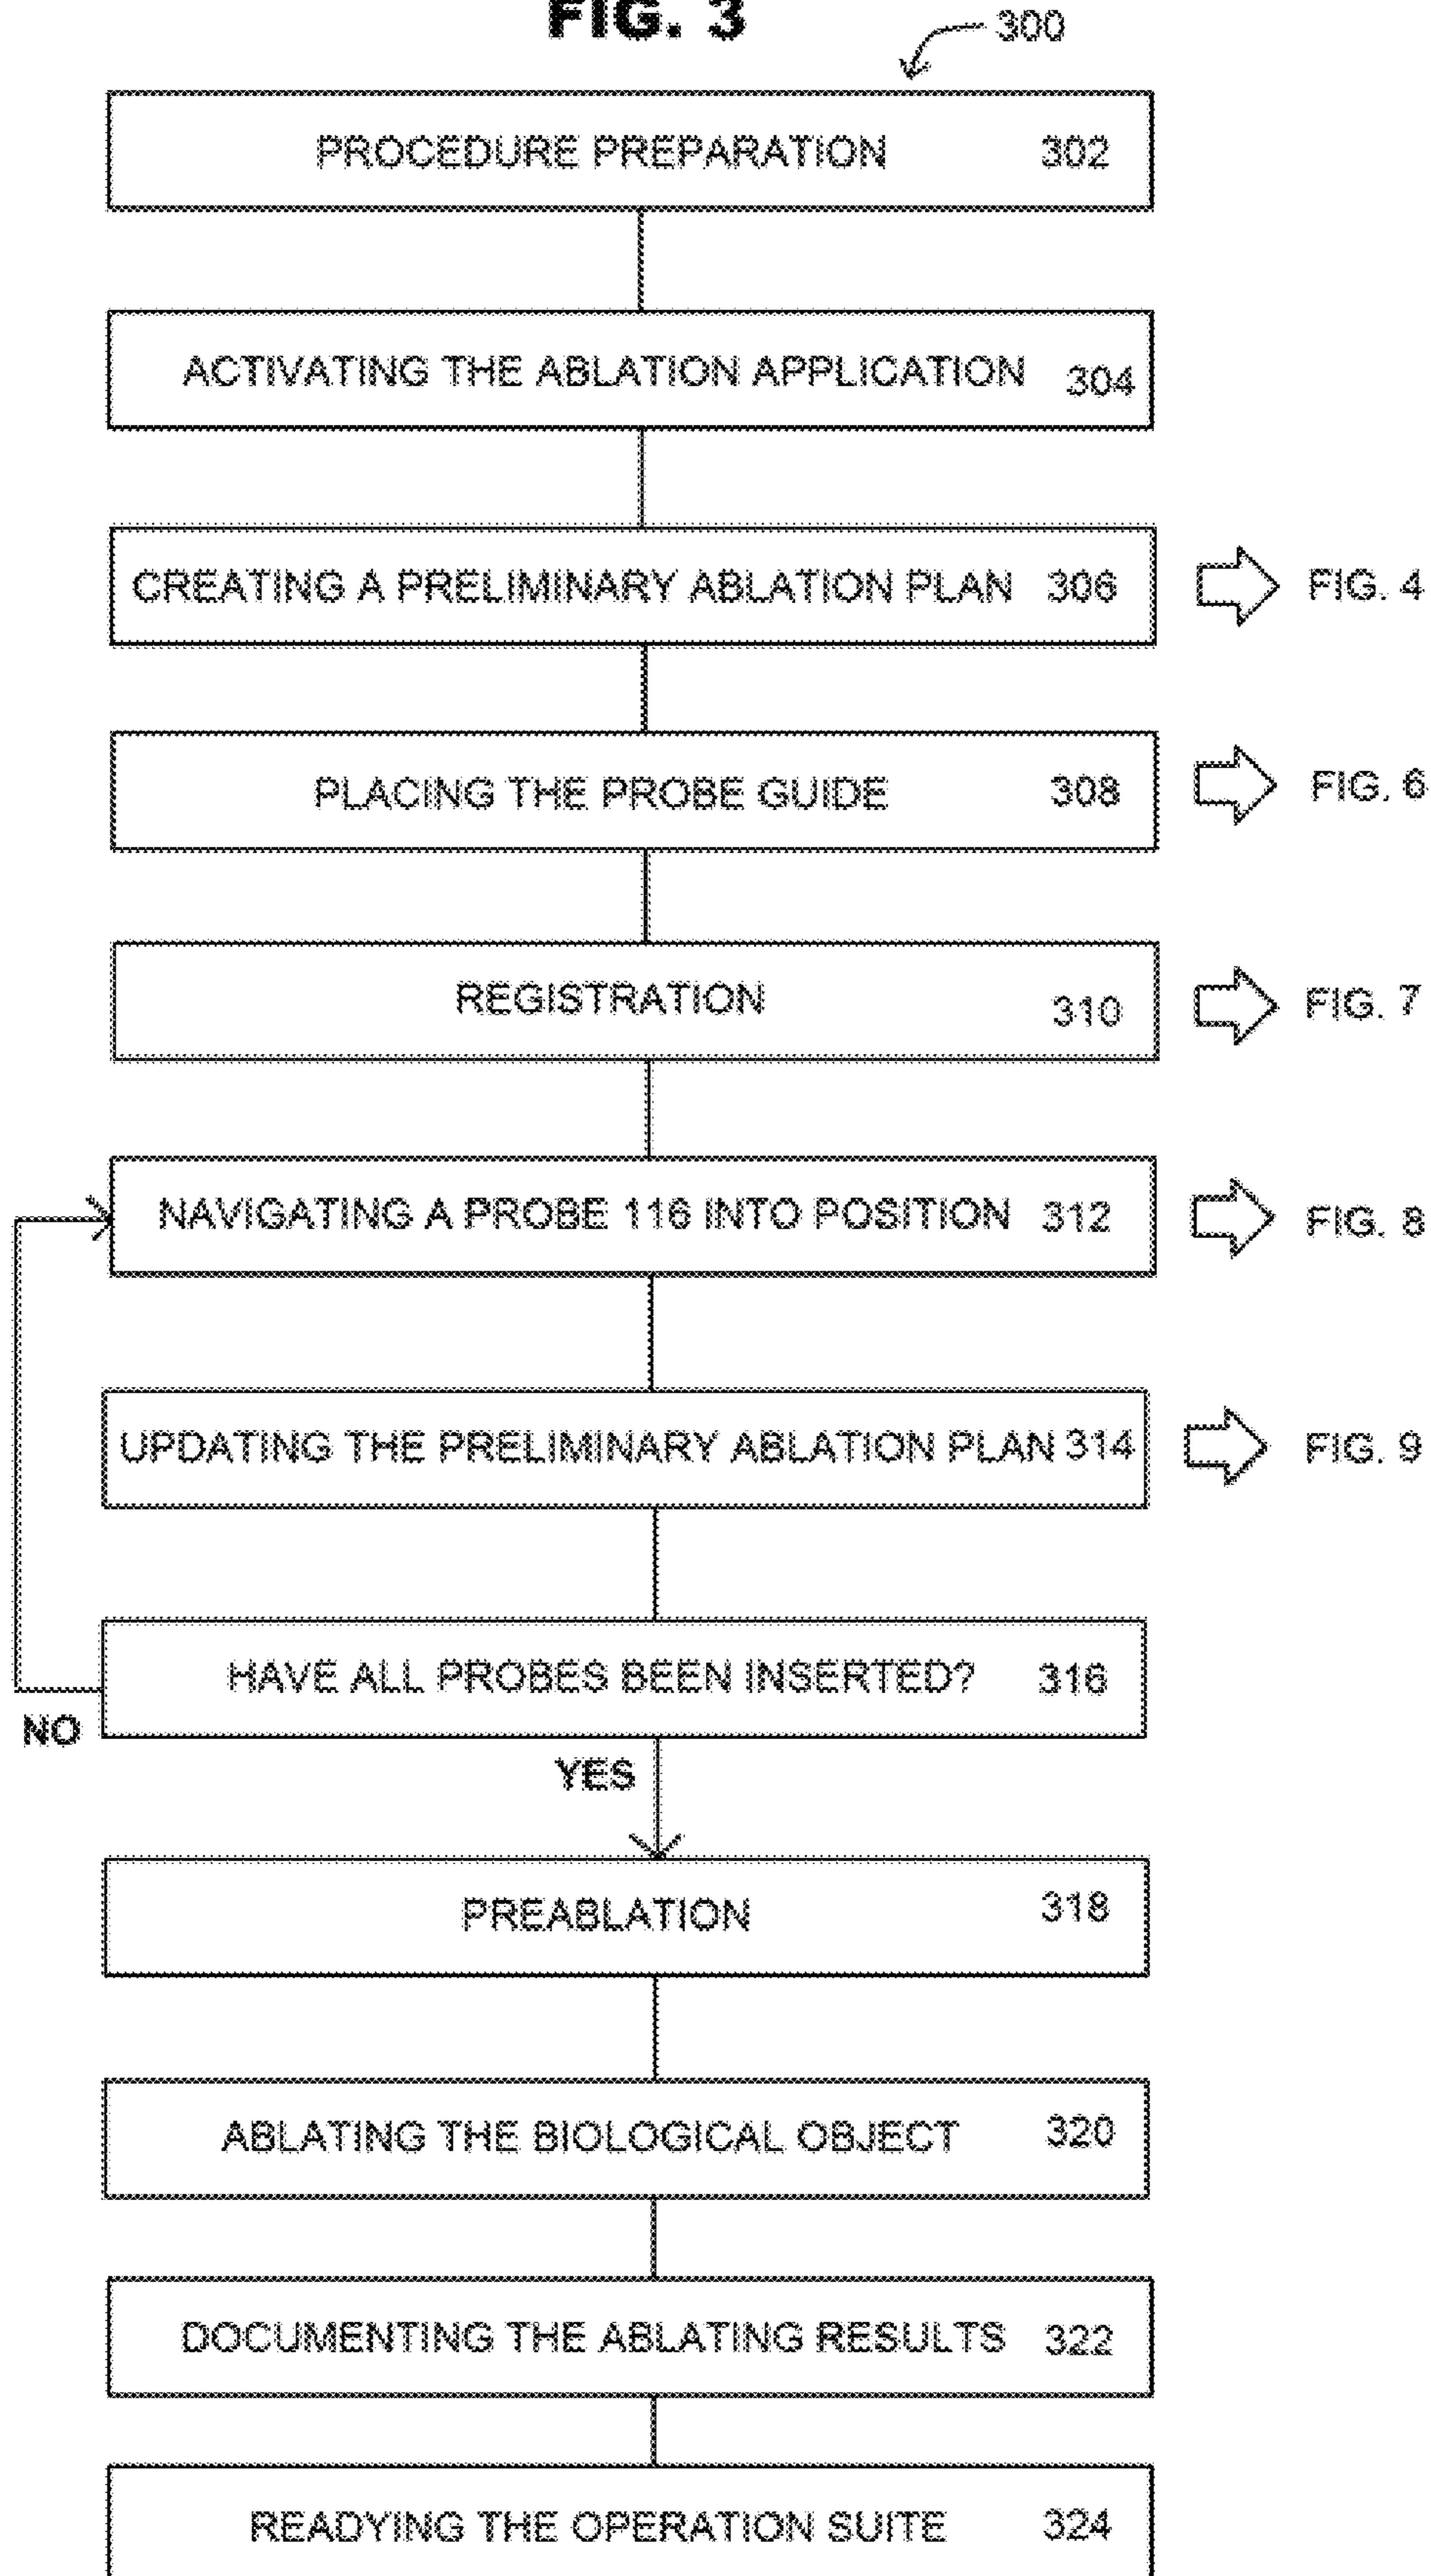 FIG. 3
300
PROCEDURE PREPARATION 302
ACTIVATING THE ABLATION APPLICATION 304
CREATING A PRELIMINARY ABLATION PLAN 306 FIG. 4
PLACING THE PROBE GUIDE 308 FIG. 6
REGISTRATION 310 FIG. 7
NAVIGATING A PROBE 116 INTO POSITION 312 FIG. 8
UPDATING THE PRELIMINARY ABLATION PLAN 314 FIG. 9
HAVE ALL PROBES BEEN INSERTED? 316
NO
YES
PREABLATION 318
ABLATING THE BIOLOGICAL OBJECT 320
DOCUMENTING THE ABLATING RESULTS 322
READYING THE OPERATION SUITE 324